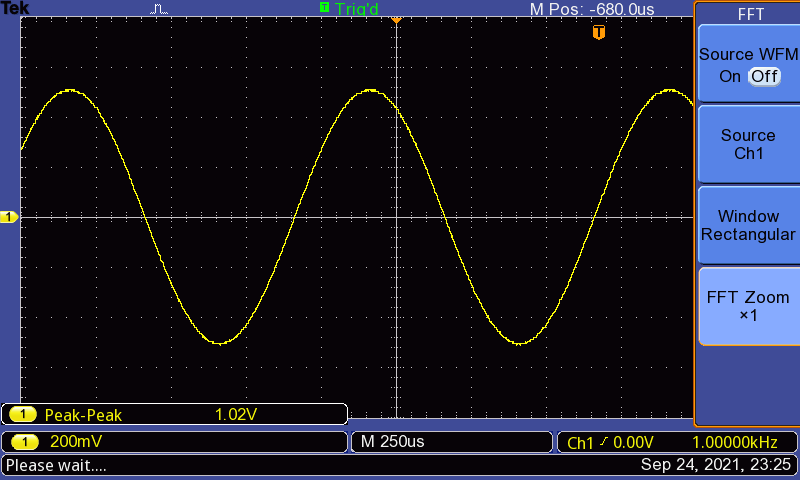 Tek
T Trig'd
M Pos: -680.0us
T
FFT
Source WFM
On Off
Source
Ch1
Window
Rectangular
FFT Zoom
×1
1
1 Peak-Peak 1.02V
1 200mV
M 250us
Ch1 0.00V 1.00000kHz
Please wait....
Sep 24, 2021, 23:25